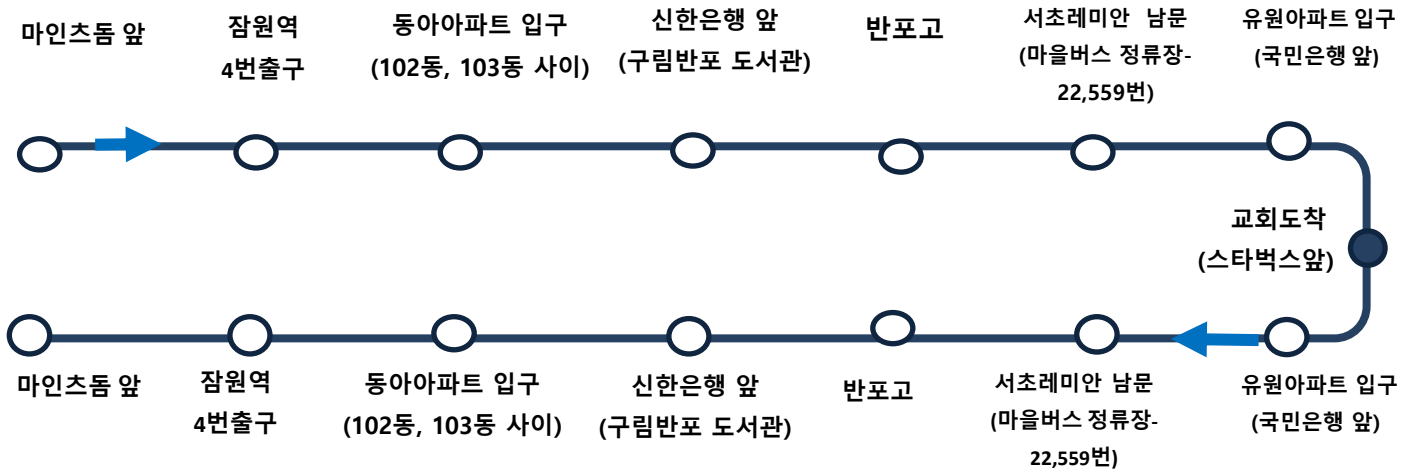 마인츠돔 앞
잠원역
4번출구
동아아파트 입구
(102동, 103동 사이)
신한은행 앞
(구림반포 도서관)
반포고
서초레미안 남문
(마을버스 정류장-
22,559번)
유원아파트 입구
(국민은행 앞)
교회도착
(스타벅스앞)
마인츠돔 앞
잠원역
4번출구
동아아파트 입구
(102동, 103동 사이)
신한은행 앞
(구림반포 도서관)
반포고
서초레미안 남문
(마을버스 정류장-
22,559번)
유원아파트 입구
(국민은행 앞)